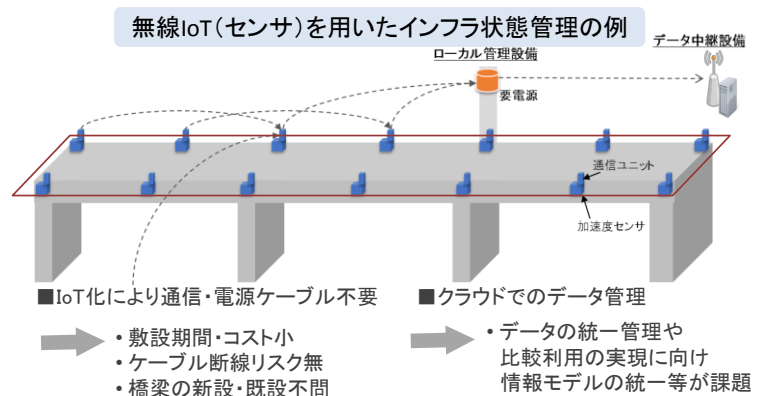 無線IoT(センサ)を用いたインフラ状態管理の例
データ中継設備
ローカル管理設備
要電源
通信ユニット
加速度センサ
■IoT化により通信・電源ケーブル不要
・敷設期間・コスト小
・ケーブル断線リスク無
・橋梁の新設・既設不問
■クラウドでのデータ管理
・データの統一管理や
比較利用の実現に向け
情報モデルの統一等が課題